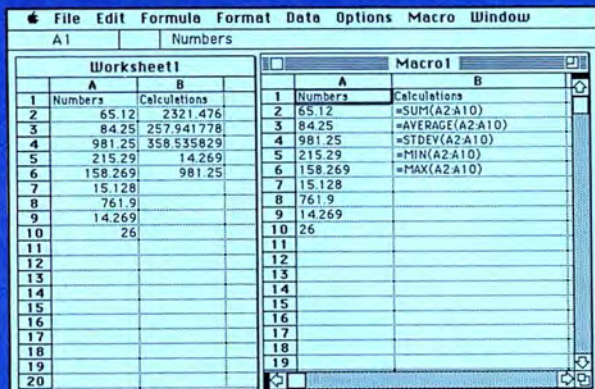 File Edit Formula Format Data Options Macro Window
A1 Numbers
Worksheet1
A B
1 Numbers Calculations
2 65.12 2321.476
3 84.25 257.941778
4 981.25 358.535829
5 215.29 14.269
6 158.269 981.25
7 15.128
8 761.9
9 14.269
10 26
11
12
13
14
15
16
17
18
19
20
Macro1
A B
1 Numbers Calculations
2 65.12 =SUM(A2:A10)
3 84.25 =AVERAGE(A2:A10)
4 981.25 =STDEV(A2:A10)
5 215.29 =MIN(A2:A10)
6 158.269 =MAX(A2:A10)
7 15.128
8 761.9
9 14.269
10 26
11
12
13
14
15
16
17
18
19